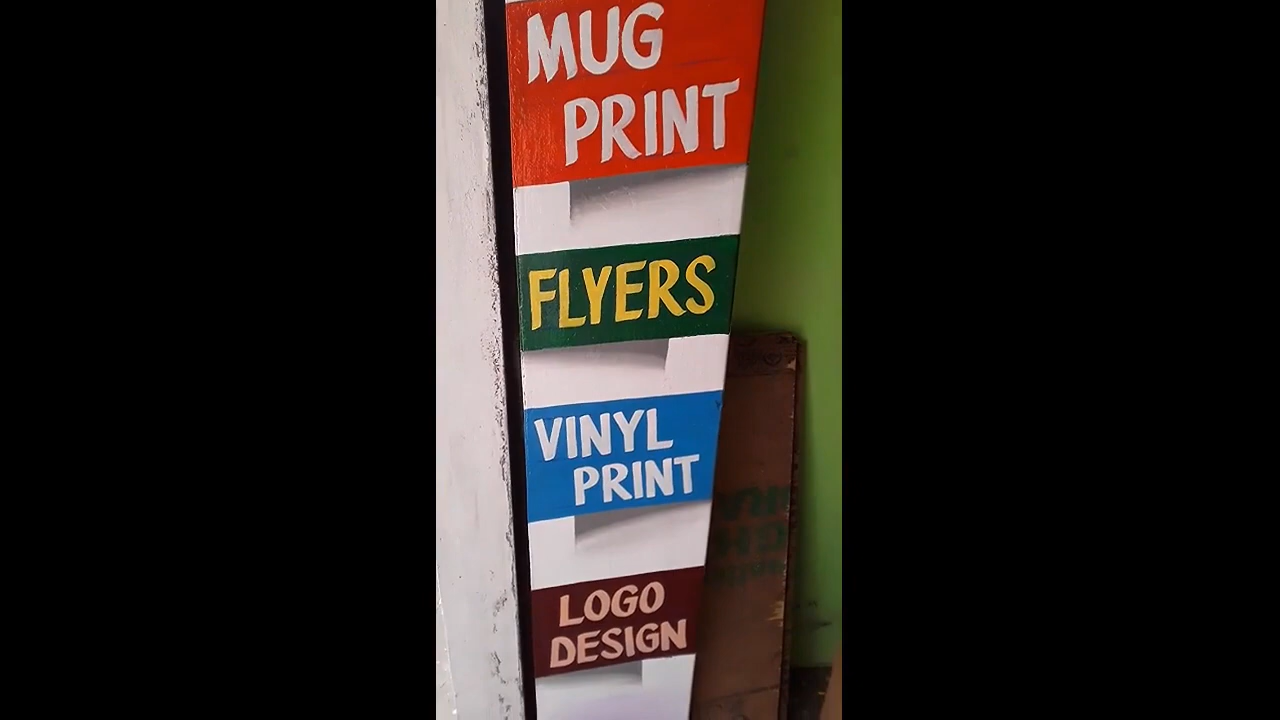 MUG
PRINT
FLYERS
VINYL
PRINT
LOGO
DESIGN